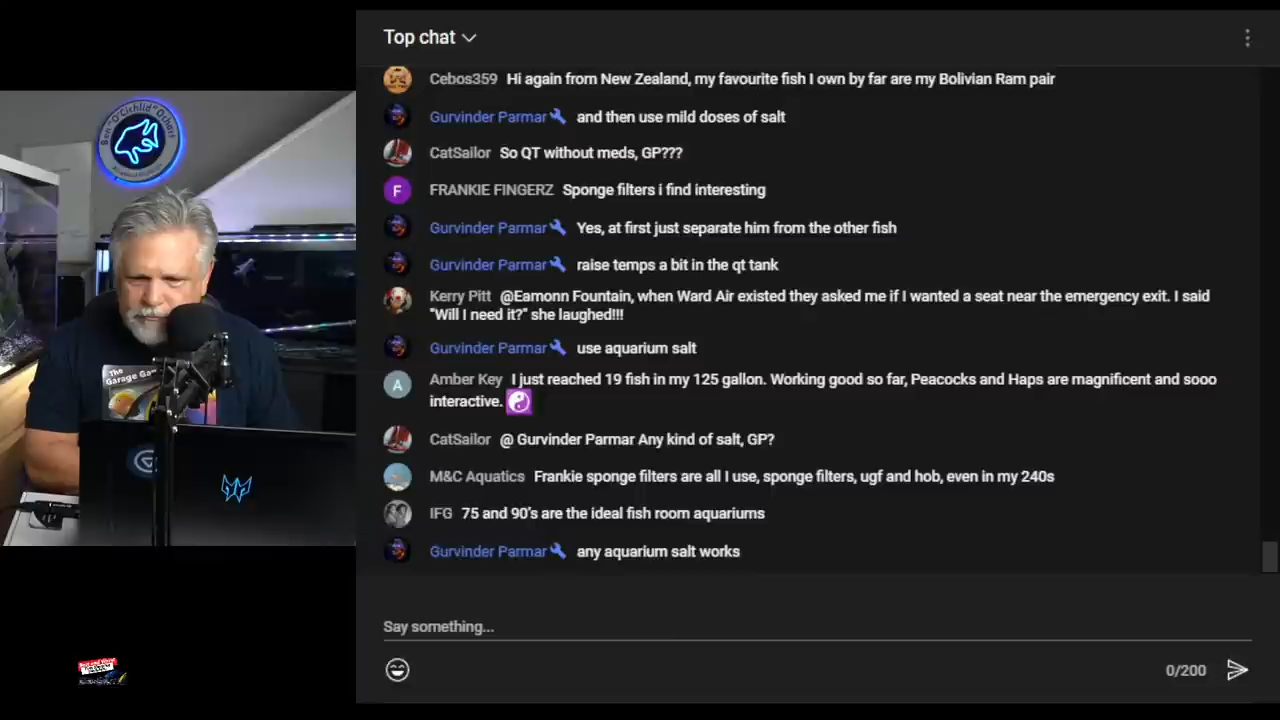 Top chat
Cebos359 Hi again from New Zealand, my favourite fish I own by far are my Bolivian Ram pair
Gurvinder Parmar and then use mild doses of salt
CatSailor So QT without meds, GP???
F FRANKIE FINGERZ Sponge filters i find interesting
Gurvinder Parmar Yes, at first just separate him from the other fish
Gurvinder Parmar raise temps a bit in the qt tank
Kerry Pitt @Eamonn Fountain, when Ward Air existed they asked me if I wanted a seat near the emergency exit. I said
"Will I need it?" she laughed!!!
Gurvinder Parmar use aquarium salt
A Amber Key I just reached 19 fish in my 125 gallon. Working good so far, Peacocks and Haps are magnificent and sooo
interactive.
CatSailor @ Gurvinder Parmar Any kind of salt, GP?
M&C Aquatics Frankie sponge filters are all I use, sponge filters, ugf and hob, even in my 240s
IFG 75 and 90's are the ideal fish room aquariums
Gurvinder Parmar any aquarium salt works
Say something...
0/200
Ben "O'Cichlid" Ochart
The
Garage